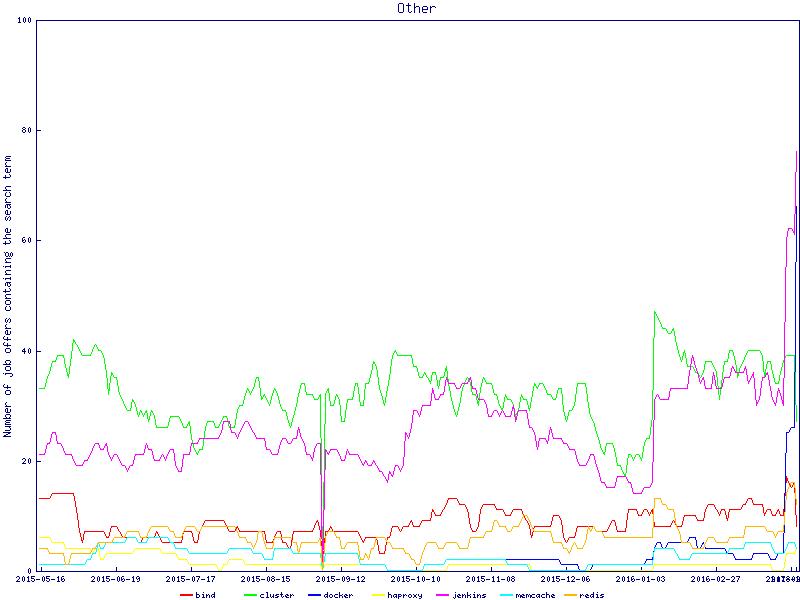 Other
Number of job offers containing the search term
100
80
60
40
20
0
2015-05-16 2015-06-19 2015-07-17 2015-08-15 2015-09-12 2015-10-10 2015-11-08 2015-12-06 2016-01-03 2016-02-27
bind cluster docker haproxy jenkins memcache redis